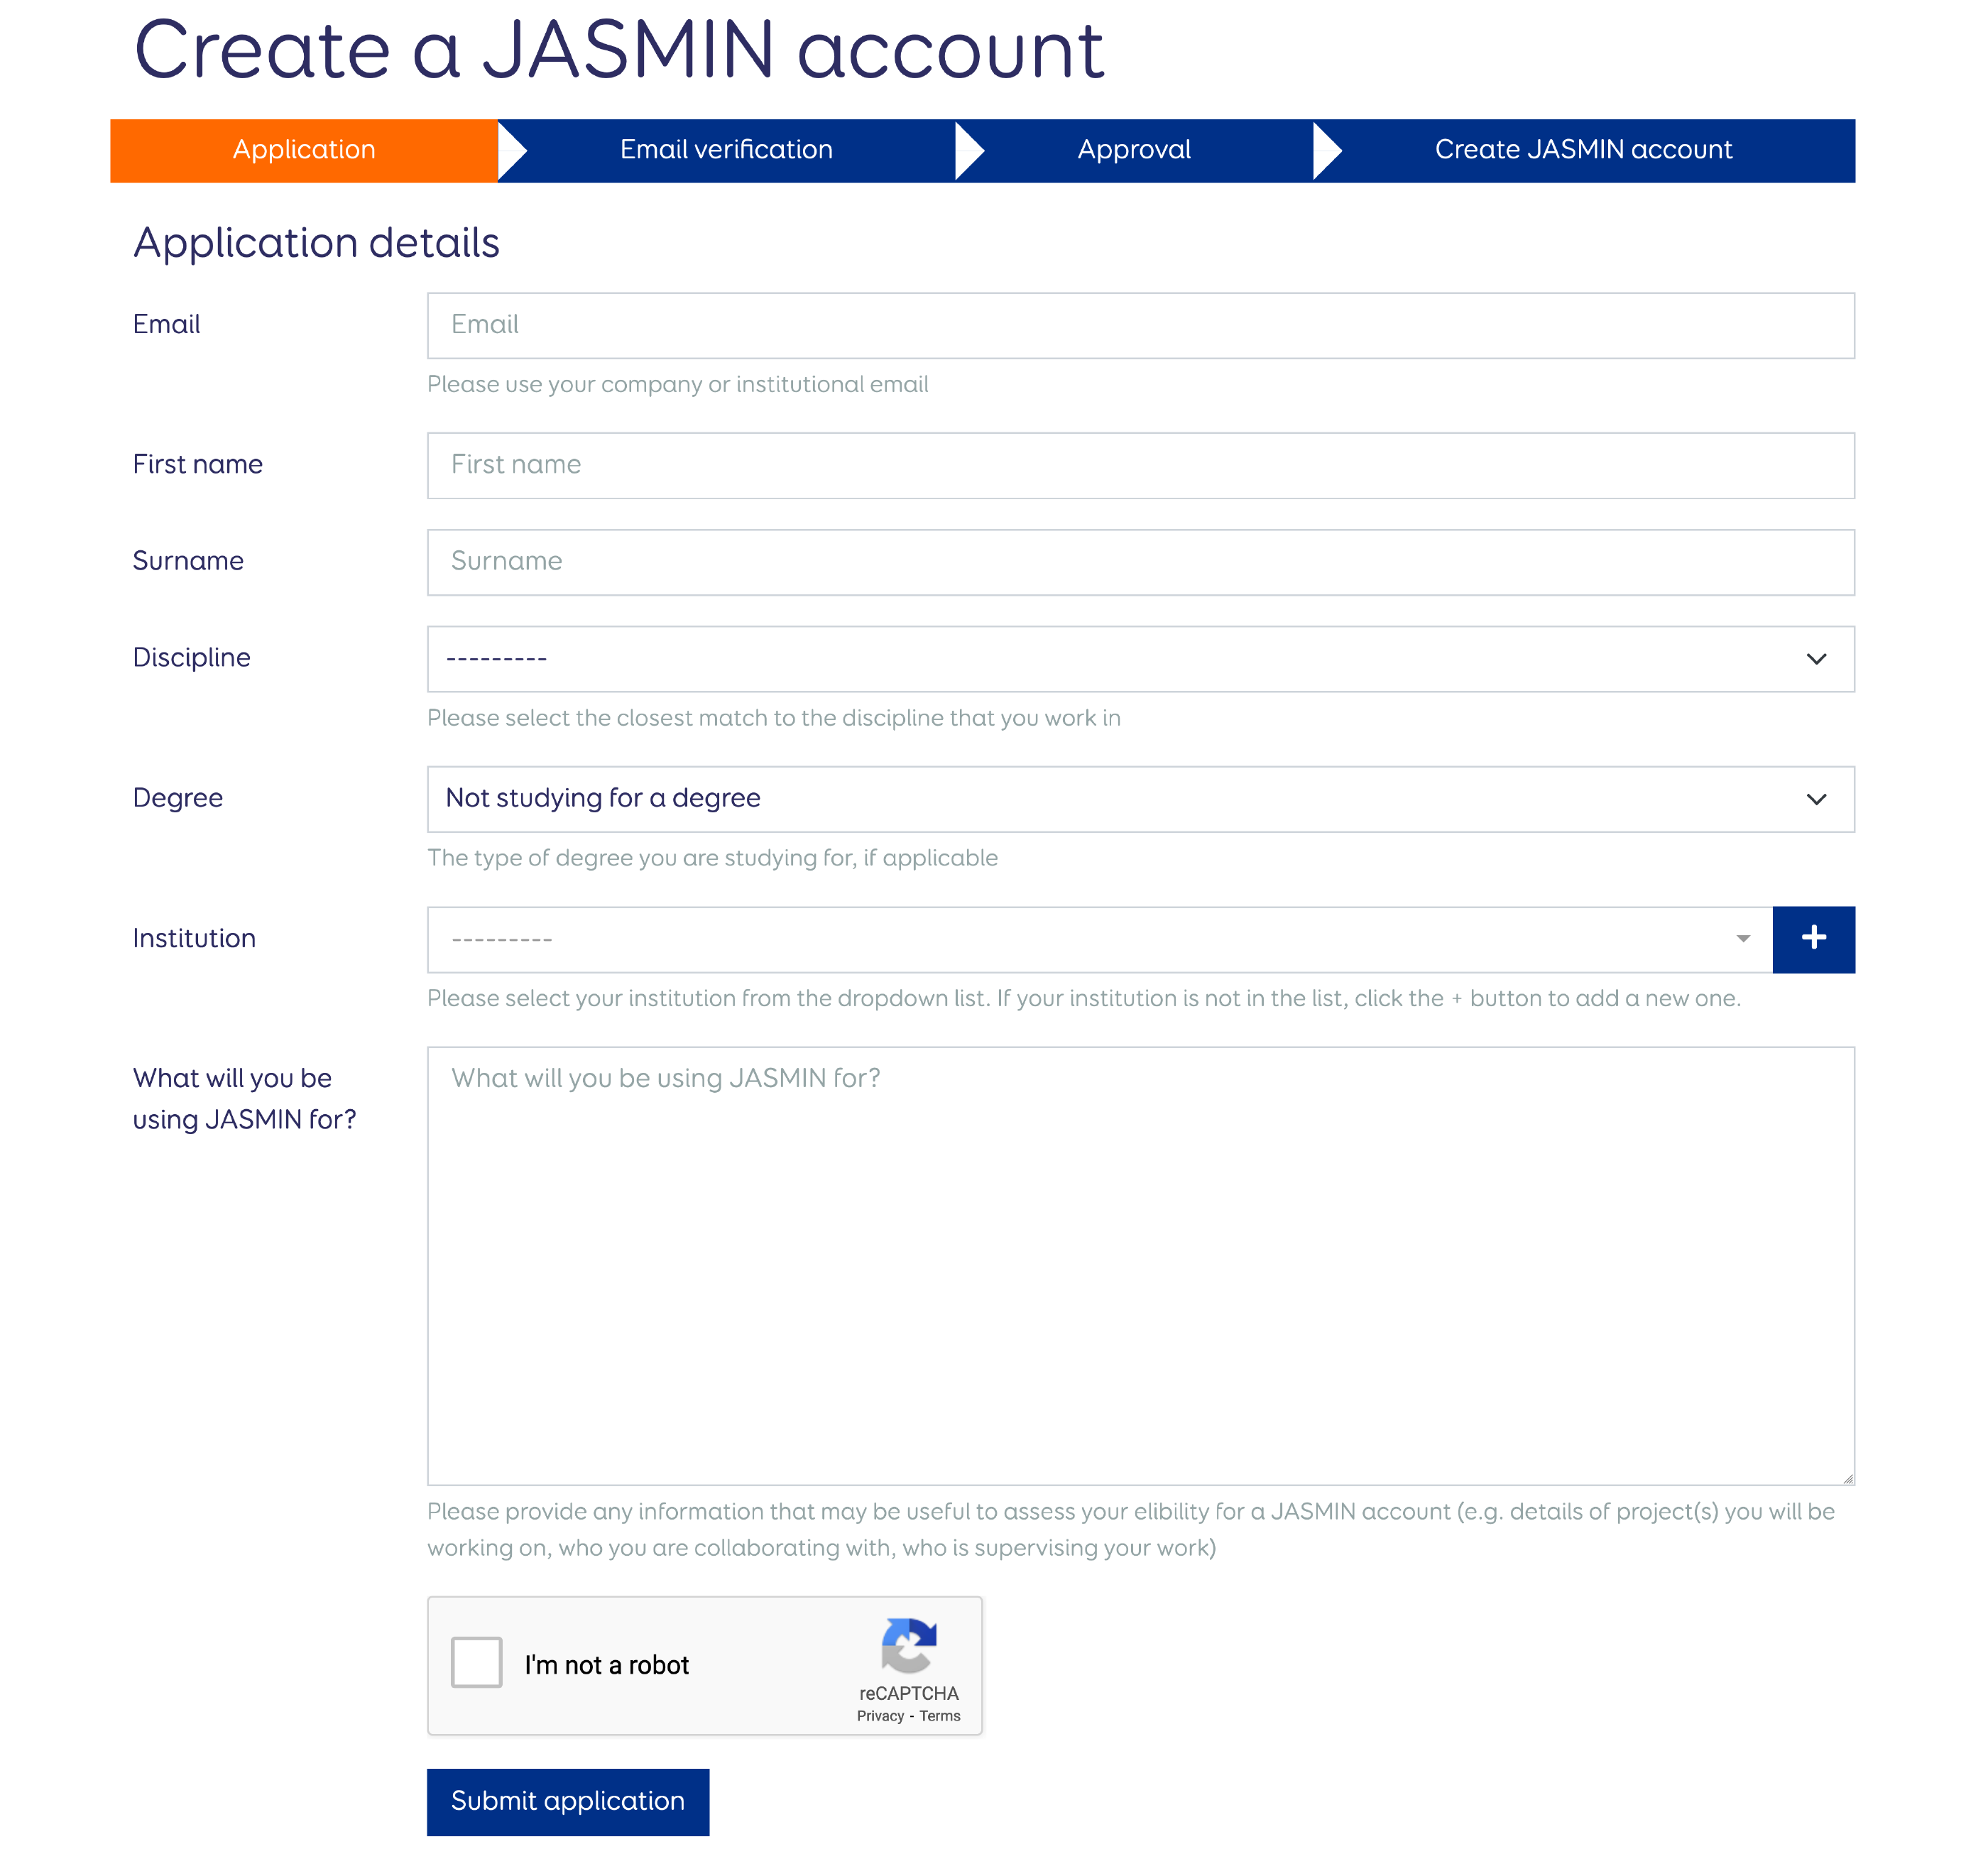 Create a JASMIN account
Application
Email verification
Approval
Create JASMIN account
Application details
Email
Email
Please use your company or institutional email
First name
First name
Surname
Surname
Discipline
---------
Please select the closest match to the discipline that you work in
Degree
Not studying for a degree
The type of degree you are studying for, if applicable
Institution
---------
+
Please select your institution from the dropdown list. If your institution is not in the list, click the + button to add a new one.
What will you be
using JASMIN for?
What will you be using JASMIN for?
Please provide any information that may be useful to assess your elibility for a JASMIN account (e.g. details of project(s) you will be
working on, who you are collaborating with, who is supervising your work)
I'm not a robot
reCAPTCHA
Privacy - Terms
Submit application